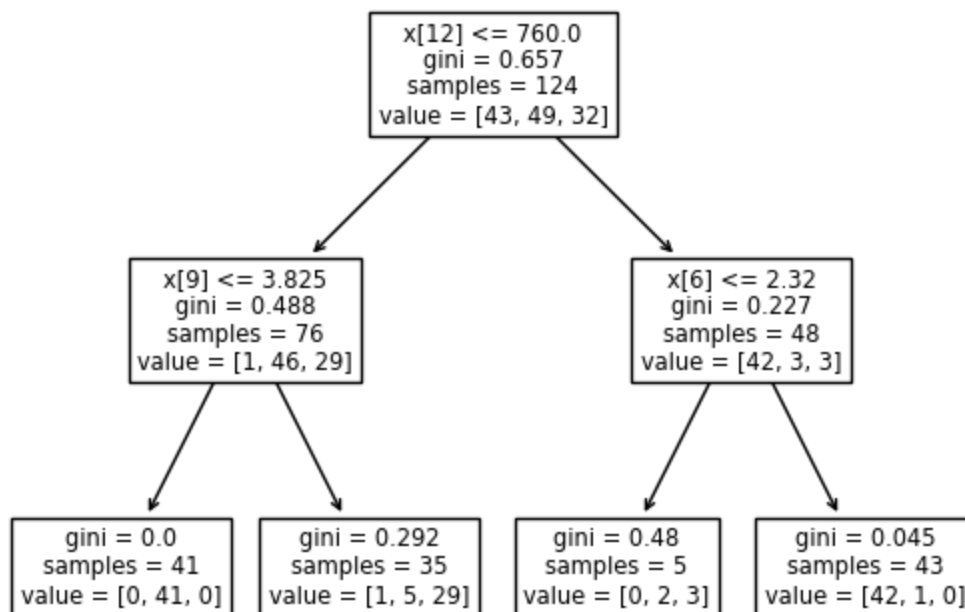 x[12] <= 760.0
gini = 0.657
samples = 124
value = [43, 49, 32]
x[9] <= 3.825
gini = 0.488
samples = 76
value = [1, 46, 29]
x[6] <= 2.32
gini = 0.227
samples = 48
value = [42, 3, 3]
gini = 0.0
samples = 41
value = [0, 41, 0]
gini = 0.292
samples = 35
value = [1, 5, 29]
gini = 0.48
samples = 5
value = [0, 2, 3]
gini = 0.045
samples = 43
value = [42, 1, 0]